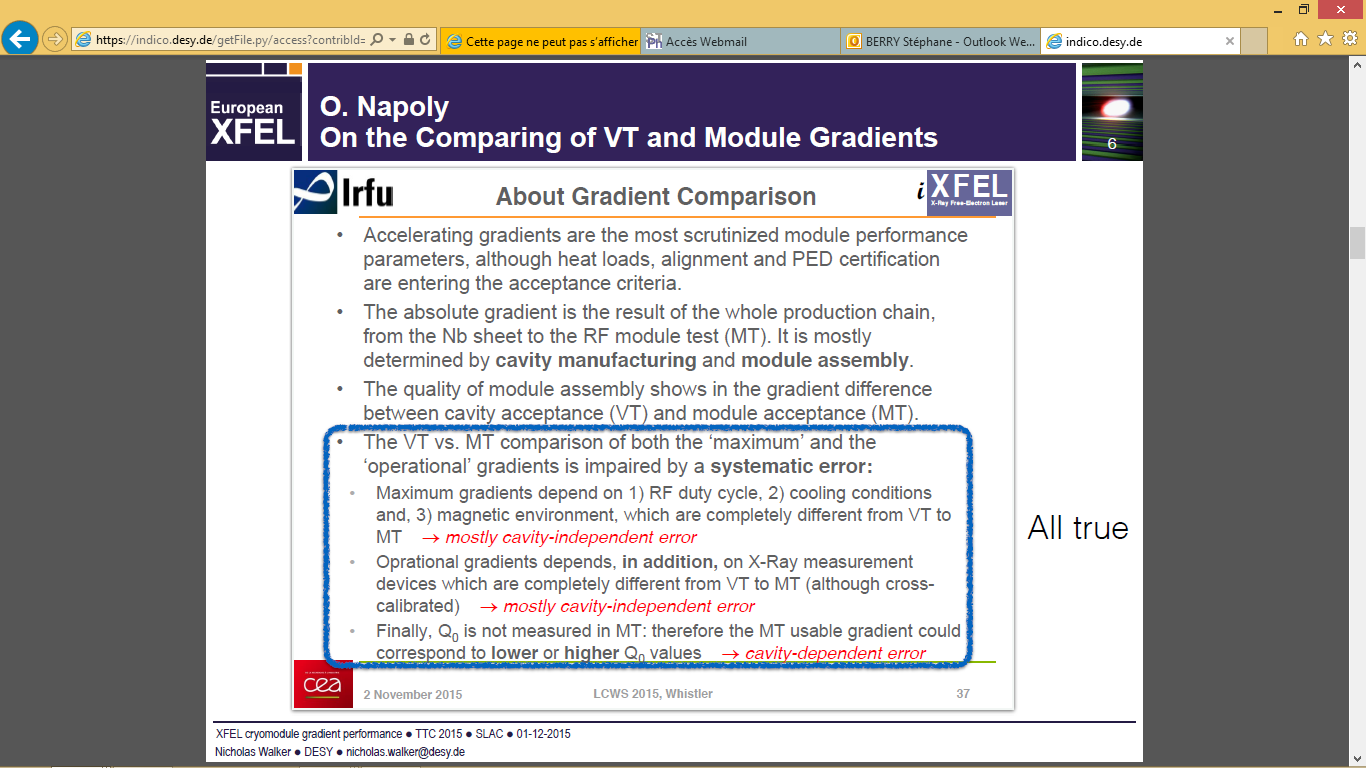 https://indico.desy.de/getFile.py/access?contribId=
Cette page ne peut pas s'afficher
Accès Webmail
BERRY Stéphane - Outlook We...
indico.desy.de
European
XFEL
O. Napoly
On the Comparing of VT and Module Gradients
6
Irfu
About Gradient Comparison
i XFEL
X-Ray Free-Electron Laser
• Accelerating gradients are the most scrutinized module performance
parameters, although heat loads, alignment and PED certification
are entering the acceptance criteria.
• The absolute gradient is the result of the whole production chain,
from the Nb sheet to the RF module test (MT). It is mostly
determined by cavity manufacturing and module assembly.
• The quality of module assembly shows in the gradient difference
between cavity acceptance (VT) and module acceptance (MT).
• The VT vs. MT comparison of both the ‘maximum’ and the
‘operational’ gradients is impaired by a systematic error:
• Maximum gradients depend on 1) RF duty cycle, 2) cooling conditions
and, 3) magnetic environment, which are completely different from VT to
MT → mostly cavity-independent error
• Oprational gradients depends, in addition, on X-Ray measurement
devices which are completely different from VT to MT (although cross-
calibrated) → mostly cavity-independent error
• Finally, Q0 is not measured in MT: therefore the MT usable gradient could
correspond to lower or higher Q0 values → cavity-dependent error
All true
cea
2 November 2015
LCWS 2015, Whistler
37
XFEL cryomodule gradient performance ● TTC 2015 ● SLAC ● 01-12-2015
Nicholas Walker ● DESY ● nicholas.walker@desy.de